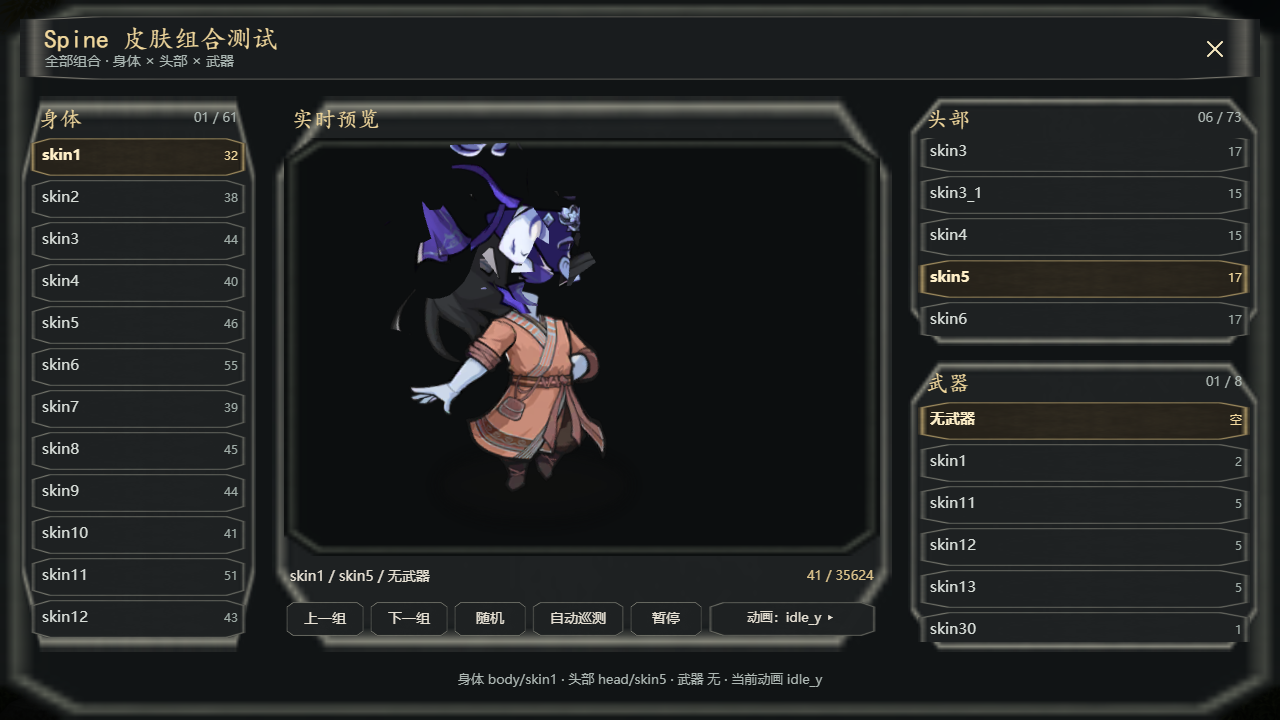 Spine 皮肤组合测试
全部组合 · 身体 × 头部 × 武器
身体 01 / 61
skin1 32
skin2 38
skin3 44
skin4 40
skin5 46
skin6 55
skin7 39
skin8 45
skin9 44
skin10 41
skin11 51
skin12 43
实时预览
skin1 / skin5 / 无武器 41 / 35624
上一组 下一组 随机 自动巡测 暂停 动画: idle_y ▸
头部 06 / 73
skin3 17
skin3_1 15
skin4 15
skin5 17
skin6 17
武器 01 / 8
无武器 空
skin1 2
skin11 5
skin12 5
skin13 5
skin30 1
身体 body/skin1 · 头部 head/skin5 · 武器 无 · 当前动画 idle_y